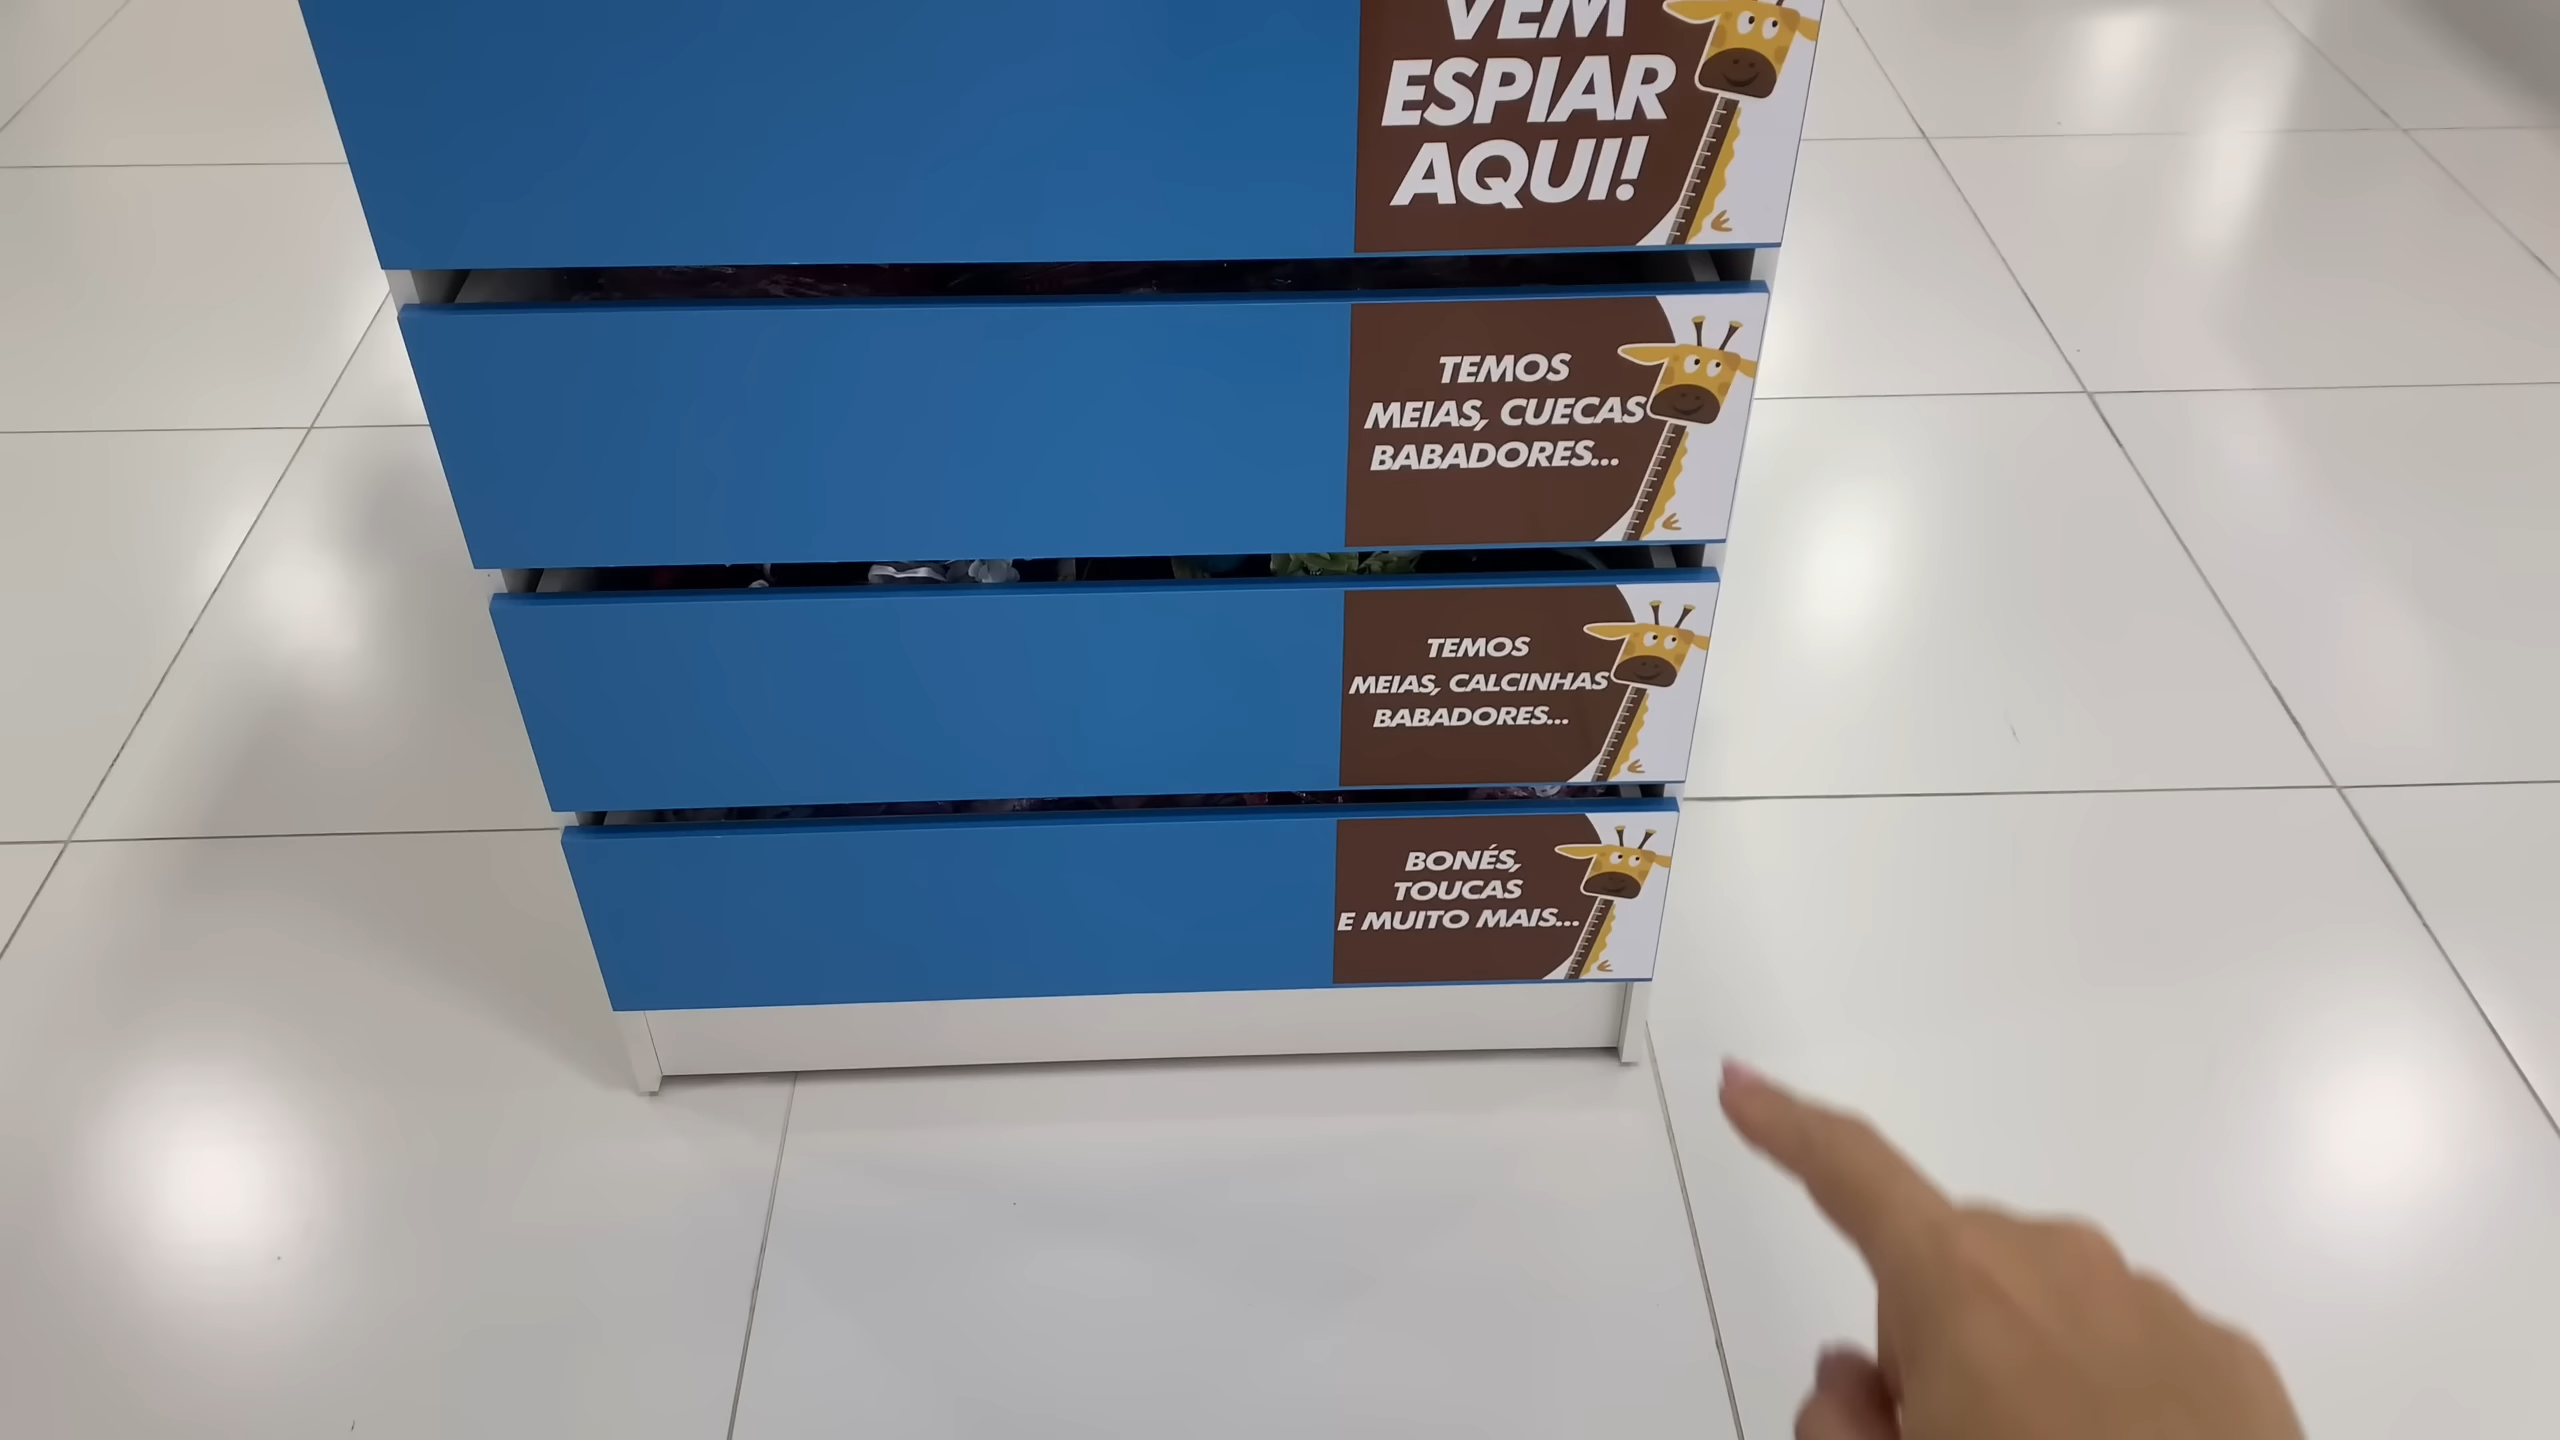 VEM
ESPIAR
AQUI!
TEMOS
MEIAS, CUECAS
BABADORES...
TEMOS
MEIAS, CALCINHAS
BABADORES...
BONÉS,
TOUCAS
E MUITO MAIS...